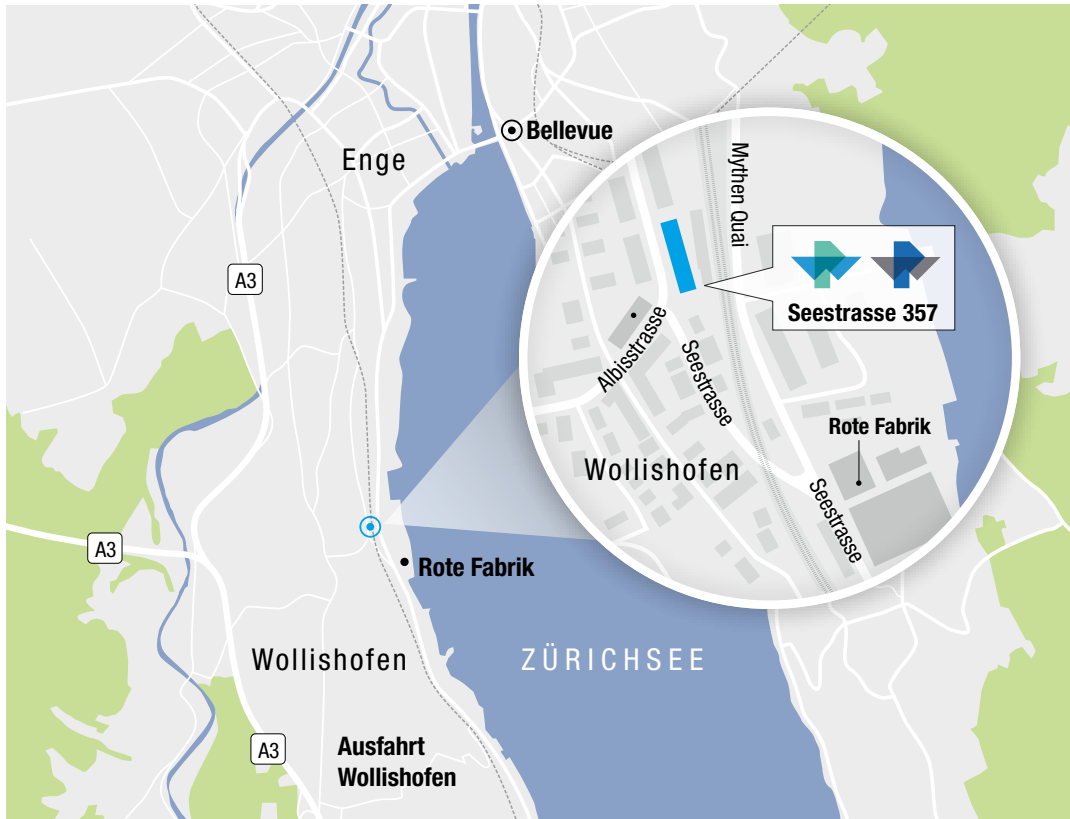 Bellevue
Enge
Mythen Quai
A3
Seestrasse 357
Albisstrasse
Seestrasse
Rote Fabrik
Wollishofen
Seestrasse
A3
Rote Fabrik
Wollishofen
ZÜRICHSEE
A3
Ausfahrt
Wollishofen